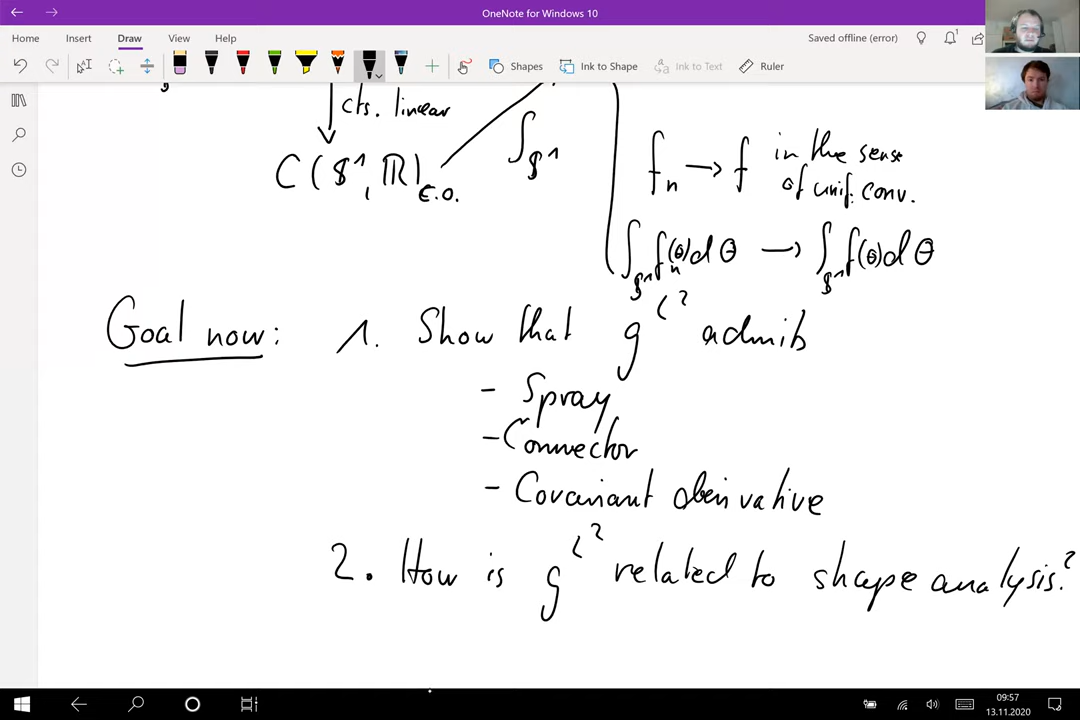 OneNote for Windows 10
Home Insert Draw View Help
Saved offline (error)
Shapes Ink to Shape Ink to Text Ruler
cts. linear
C(𝕊¹, ℝ)c.o.
∫𝕊¹
fₙ → f in the sense
of unif. conv.
∫𝕊¹ fₙ(θ)dθ → ∫𝕊¹ f(θ)dθ
Goal now: 1. Show that g^L² admits
- Spray
- Connector
- Covariant derivative
2. How is g^L² related to shape analysis?
09:57
13.11.2020